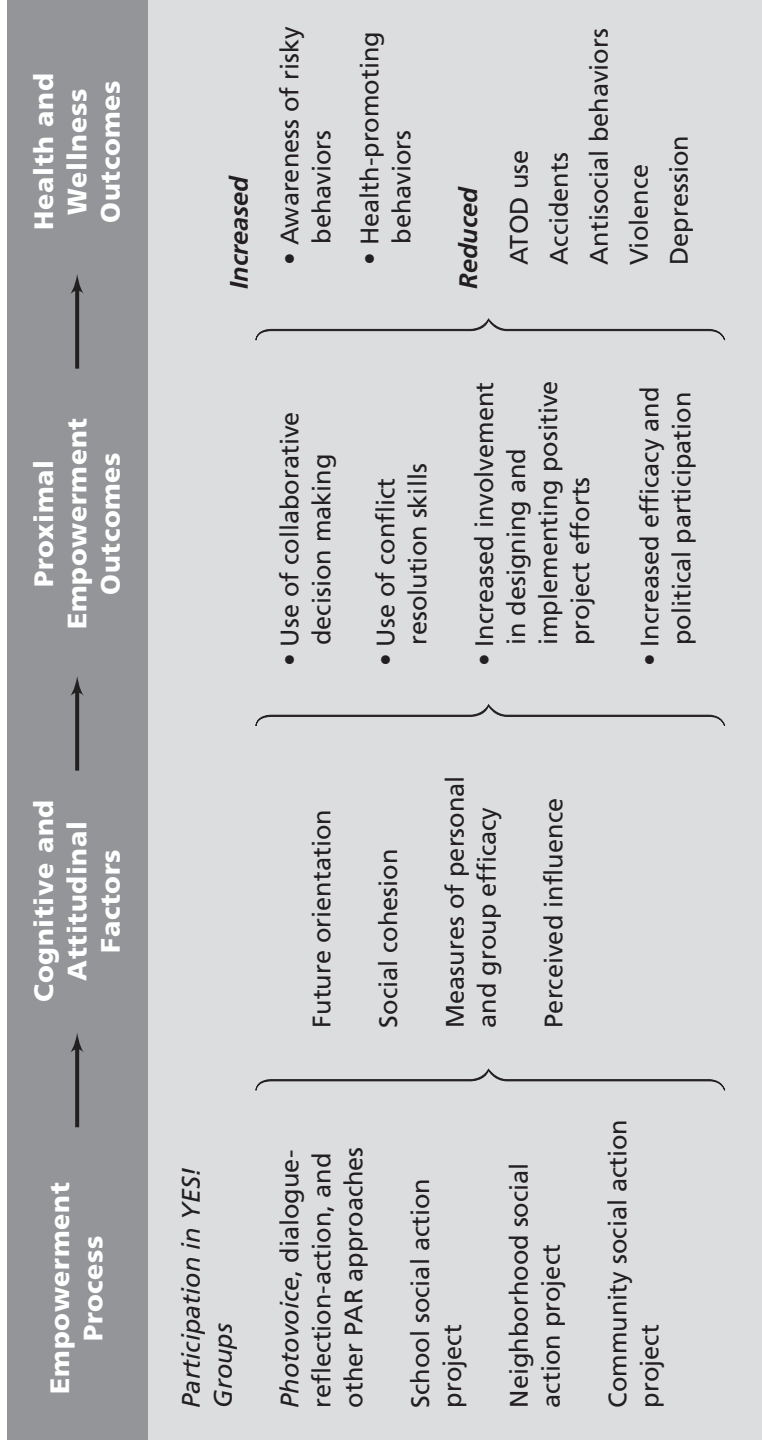 Empowerment
Process
Cognitive and
Attitudinal
Factors
Proximal
Empowerment
Outcomes
Health and
Wellness
Outcomes
Participation in YES!
Groups
Photovoice, dialogue-
reflection-action, and
other PAR approaches
School social action
project
Neighborhood social
action project
Community social action
project
Future orientation
Social cohesion
Measures of personal
and group efficacy
Perceived influence
• Use of collaborative
decision making
• Use of conflict
resolution skills
• Increased involvement
in designing and
implementing positive
project efforts
• Increased efficacy and
political participation
Increased
• Awareness of risky
behaviors
• Health-promoting
behaviors
Reduced
ATOD use
Accidents
Antisocial behaviors
Violence
Depression